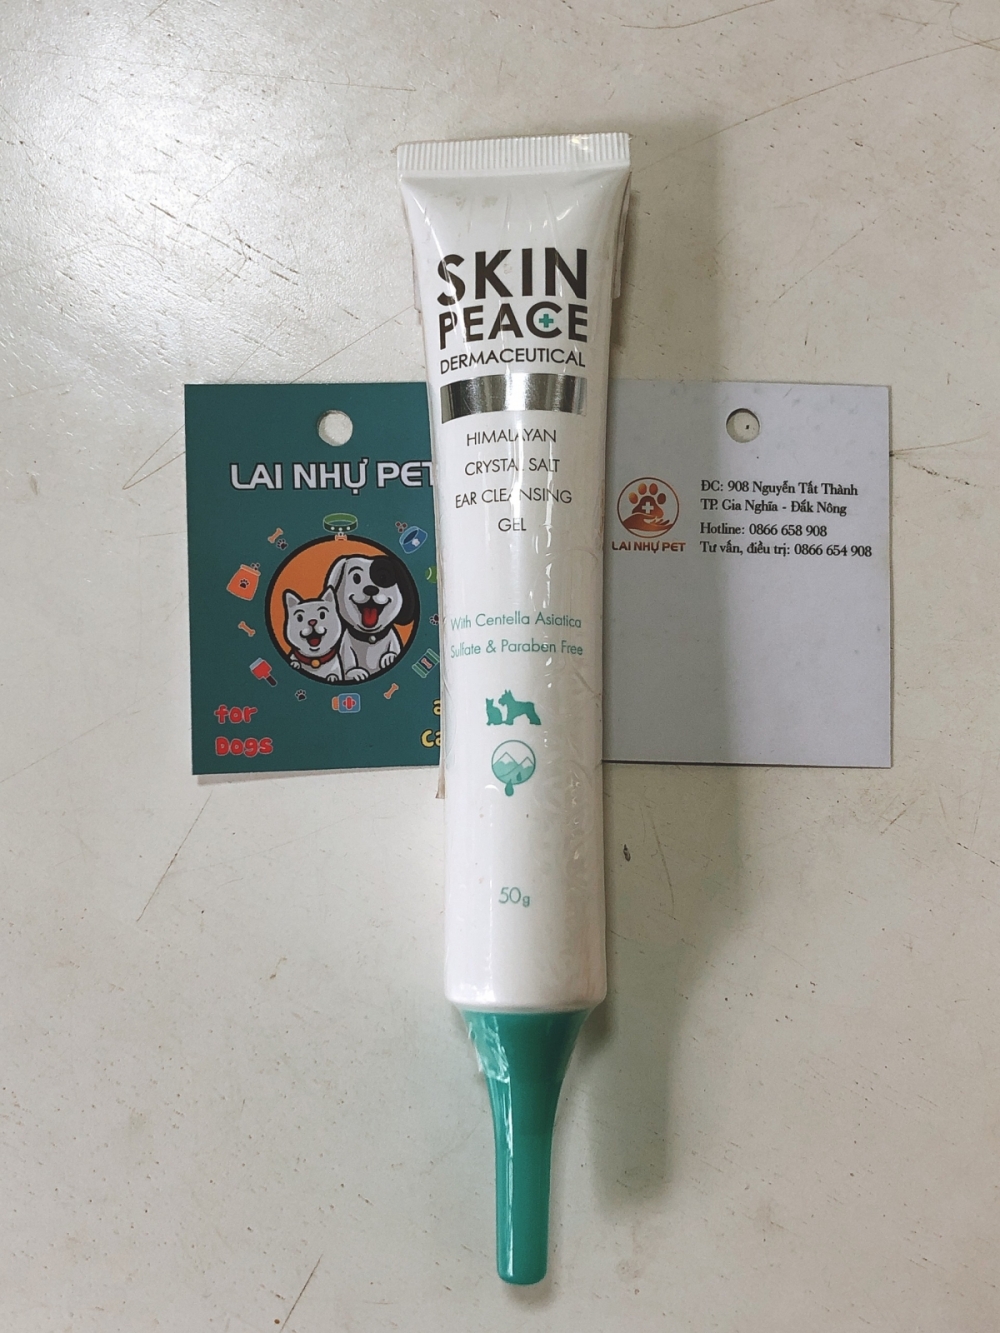 SKIN
PEACE
DERMACEUTICAL
HIMALAYAN
CRYSTAL SALT
EAR CLEANSING
GEL
With Centella Asiatica
Sulfate & Paraben Free
50g
LAI NHỰ PET
for
Dogs
LAI NHỰ PET
ĐC: 908 Nguyễn Tất Thành
TP. Gia Nghĩa - Đắk Nông
Hotline: 0866 658 908
Tư vấn, điều trị: 0866 654 908